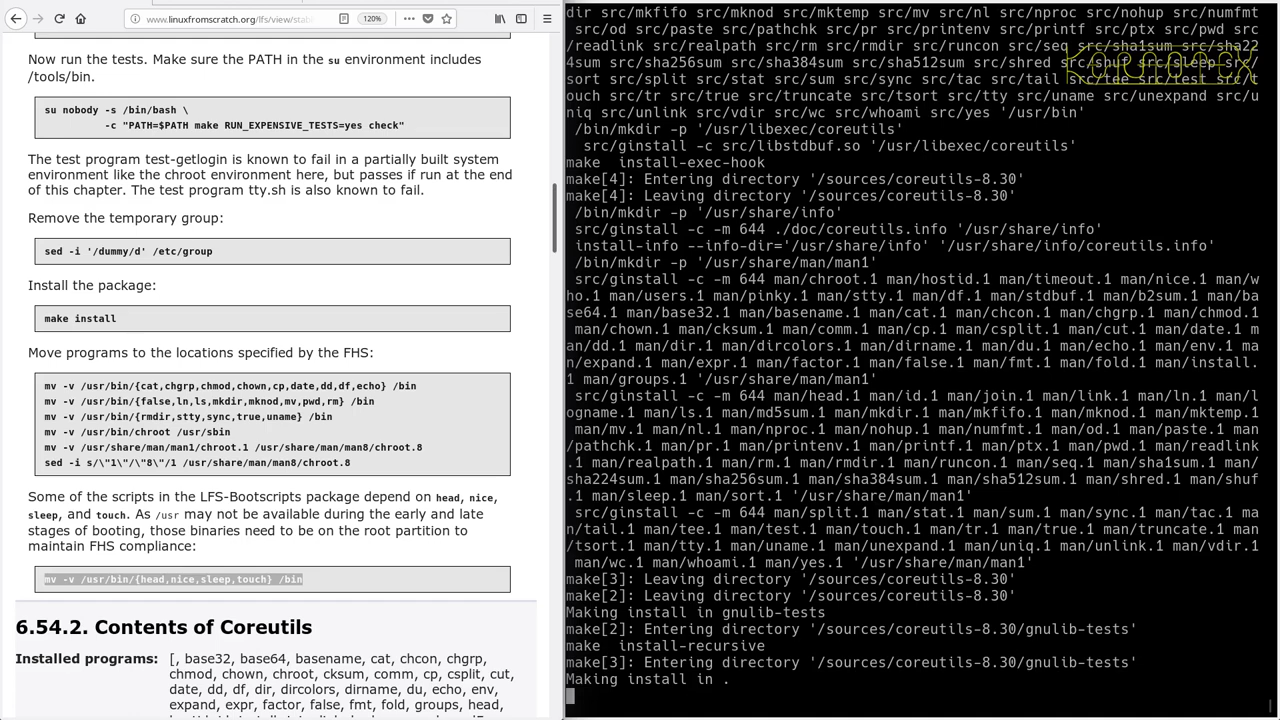 www.linuxfromscratch.org/lfs/view/stab
120%
Now run the tests. Make sure the PATH in the su environment includes
/tools/bin.
su nobody -s /bin/bash \
-c "PATH=$PATH make RUN_EXPENSIVE_TESTS=yes check"
The test program test-getlogin is known to fail in a partially built system
environment like the chroot environment here, but passes if run at the end
of this chapter. The test program tty.sh is also known to fail.
Remove the temporary group:
sed -i '/dummy/d' /etc/group
Install the package:
make install
Move programs to the locations specified by the FHS:
mv -v /usr/bin/{cat,chgrp,chmod,chown,cp,date,dd,df,echo} /bin
mv -v /usr/bin/{false,ln,ls,mkdir,mknod,mv,pwd,rm} /bin
mv -v /usr/bin/{rmdir,stty,sync,true,uname} /bin
mv -v /usr/bin/chroot /usr/sbin
mv -v /usr/share/man/man1/chroot.1 /usr/share/man/man8/chroot.8
sed -i s/\"1\"/\"8\"/1 /usr/share/man/man8/chroot.8
Some of the scripts in the LFS-Bootscripts package depend on head, nice,
sleep, and touch. As /usr may not be available during the early and late
stages of booting, those binaries need to be on the root partition to
maintain FHS compliance:
mv -v /usr/bin/{head,nice,sleep,touch} /bin
6.54.2. Contents of Coreutils
Installed programs: [, base32, base64, basename, cat, chcon, chgrp,
chmod, chown, chroot, cksum, comm, cp, csplit, cut,
date, dd, df, dir, dircolors, dirname, du, echo, env,
expand, expr, factor, false, fmt, fold, groups, head,
dir src/mkfifo src/mknod src/mktemp src/mv src/nl src/nproc src/nohup src/numfmt
src/od src/paste src/pathchk src/pr src/printenv src/printf src/ptx src/pwd src
/readlink src/realpath src/rm src/rmdir src/runcon src/seq src/sha1sum src/sha22
4sum src/sha256sum src/sha384sum src/sha512sum src/shred src/shuf src/sleep src/
sort src/split src/stat src/sum src/sync src/tac src/tail src/tee src/test src/t
ouch src/tr src/true src/truncate src/tsort src/tty src/uname src/unexpand src/u
niq src/unlink src/vdir src/wc src/whoami src/yes '/usr/bin'
/bin/mkdir -p '/usr/libexec/coreutils'
src/ginstall -c src/libstdbuf.so '/usr/libexec/coreutils'
make  install-exec-hook
make[4]: Entering directory '/sources/coreutils-8.30'
make[4]: Leaving directory '/sources/coreutils-8.30'
/bin/mkdir -p '/usr/share/info'
src/ginstall -c -m 644 ./doc/coreutils.info '/usr/share/info'
install-info --info-dir='/usr/share/info' '/usr/share/info/coreutils.info'
/bin/mkdir -p '/usr/share/man/man1'
src/ginstall -c -m 644 man/chroot.1 man/hostid.1 man/timeout.1 man/nice.1 man/w
ho.1 man/users.1 man/pinky.1 man/stty.1 man/df.1 man/stdbuf.1 man/b2sum.1 man/ba
se64.1 man/base32.1 man/basename.1 man/cat.1 man/chcon.1 man/chgrp.1 man/chmod.1
man/chown.1 man/cksum.1 man/comm.1 man/cp.1 man/csplit.1 man/cut.1 man/date.1 m
an/dd.1 man/dir.1 man/dircolors.1 man/dirname.1 man/du.1 man/echo.1 man/env.1 ma
n/expand.1 man/expr.1 man/factor.1 man/false.1 man/fmt.1 man/fold.1 man/install.
1 man/groups.1 '/usr/share/man/man1'
src/ginstall -c -m 644 man/head.1 man/id.1 man/join.1 man/link.1 man/ln.1 man/l
ogname.1 man/ls.1 man/md5sum.1 man/mkdir.1 man/mkfifo.1 man/mknod.1 man/mktemp.1
man/mv.1 man/nl.1 man/nproc.1 man/nohup.1 man/numfmt.1 man/od.1 man/paste.1 man
/pathchk.1 man/pr.1 man/printenv.1 man/printf.1 man/ptx.1 man/pwd.1 man/readlink
.1 man/realpath.1 man/rm.1 man/rmdir.1 man/runcon.1 man/seq.1 man/sha1sum.1 man/
sha224sum.1 man/sha256sum.1 man/sha384sum.1 man/sha512sum.1 man/shred.1 man/shuf
.1 man/sleep.1 man/sort.1 '/usr/share/man/man1'
src/ginstall -c -m 644 man/split.1 man/stat.1 man/sum.1 man/sync.1 man/tac.1 ma
n/tail.1 man/tee.1 man/test.1 man/touch.1 man/tr.1 man/true.1 man/truncate.1 man
/tsort.1 man/tty.1 man/uname.1 man/unexpand.1 man/uniq.1 man/unlink.1 man/vdir.1
man/wc.1 man/whoami.1 man/yes.1 '/usr/share/man/man1'
make[3]: Leaving directory '/sources/coreutils-8.30'
make[2]: Leaving directory '/sources/coreutils-8.30'
Making install in gnulib-tests
make[2]: Entering directory '/sources/coreutils-8.30/gnulib-tests'
make  install-recursive
make[3]: Entering directory '/sources/coreutils-8.30/gnulib-tests'
Making install in .